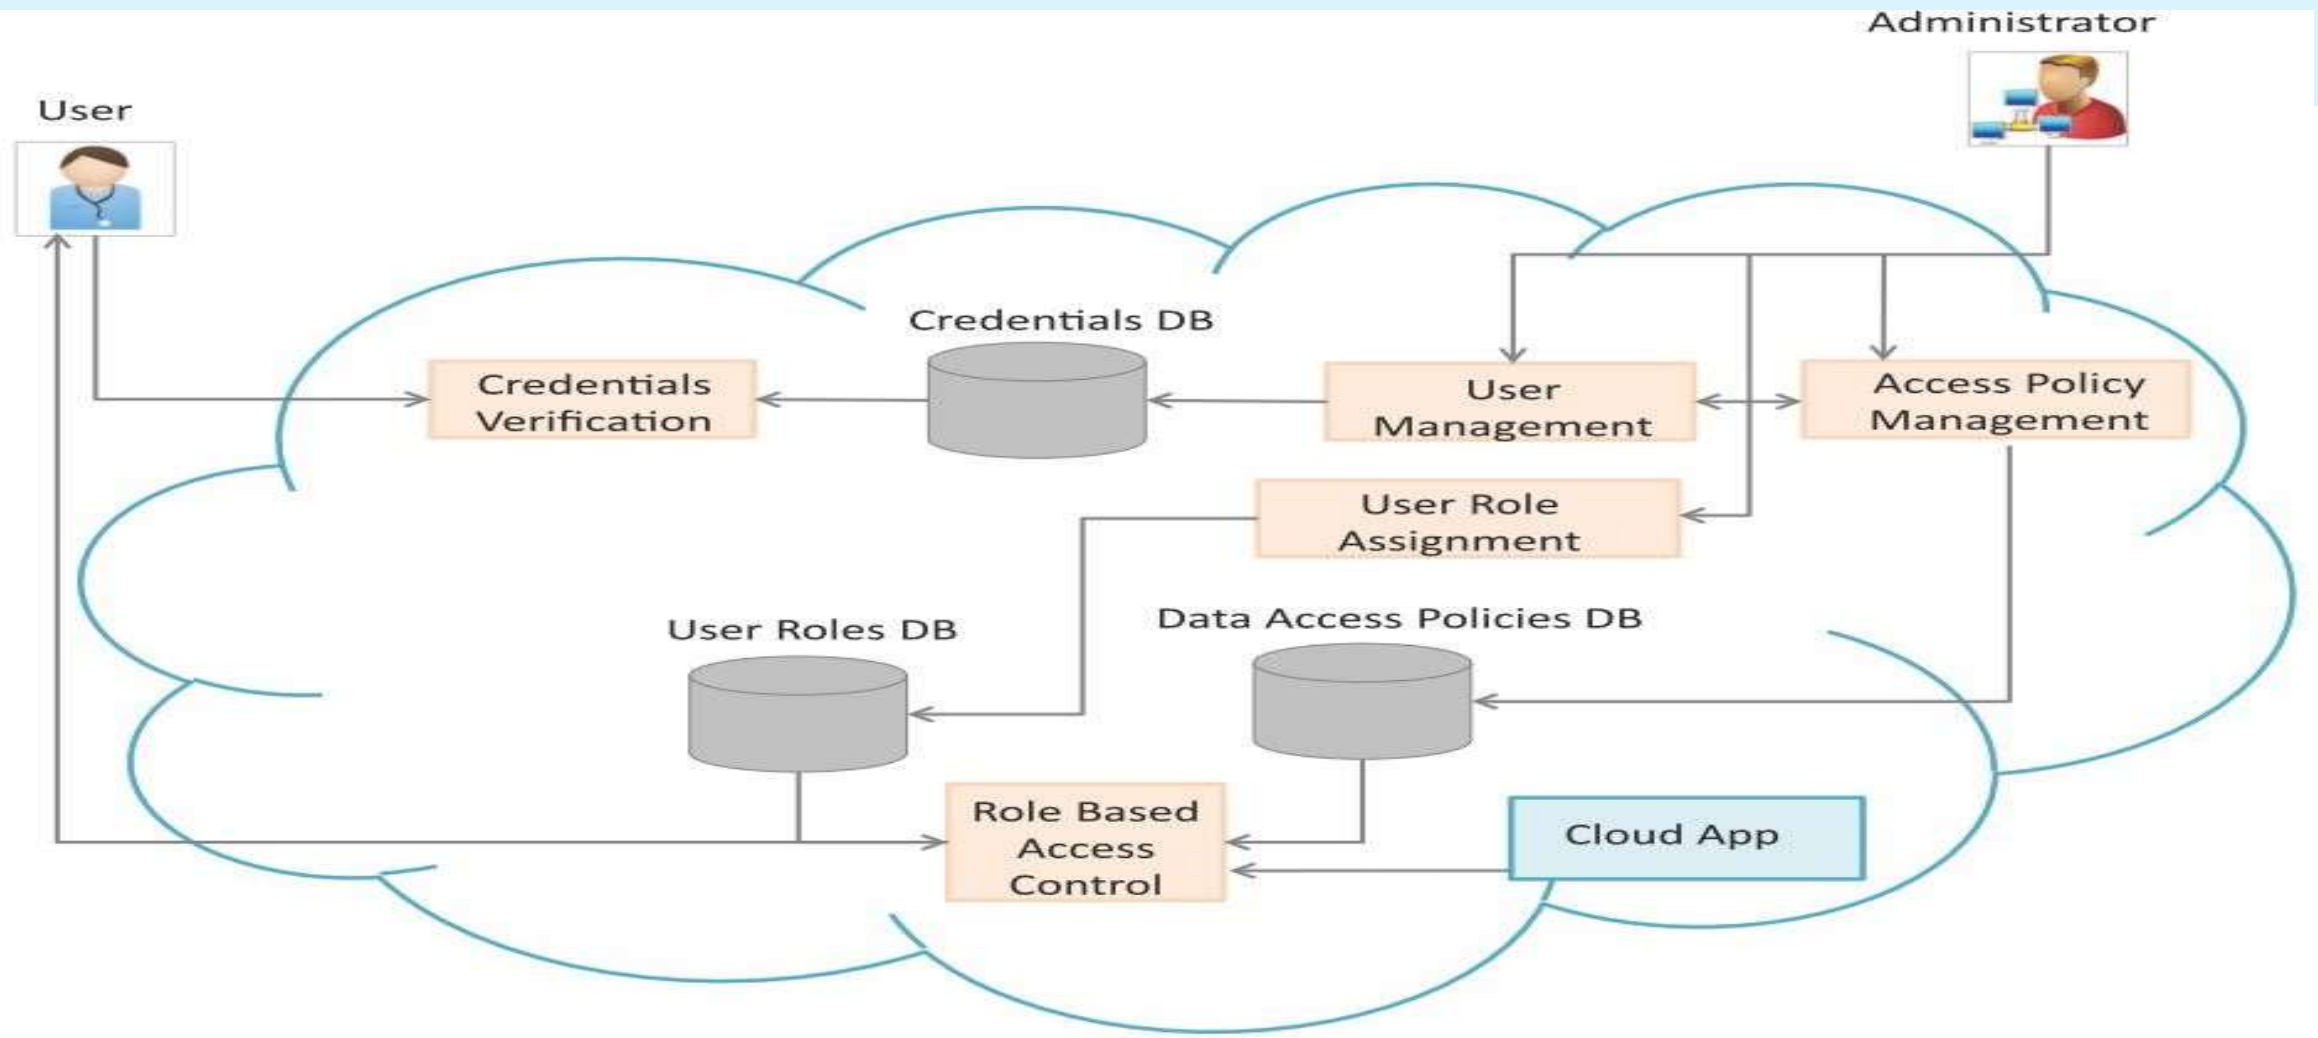 Administrator
User
Credentials DB
Credentials
Verification
User
Management
Access Policy
Management
User Role
Assignment
User Roles DB
Data Access Policies DB
Role Based
Access
Control
Cloud App